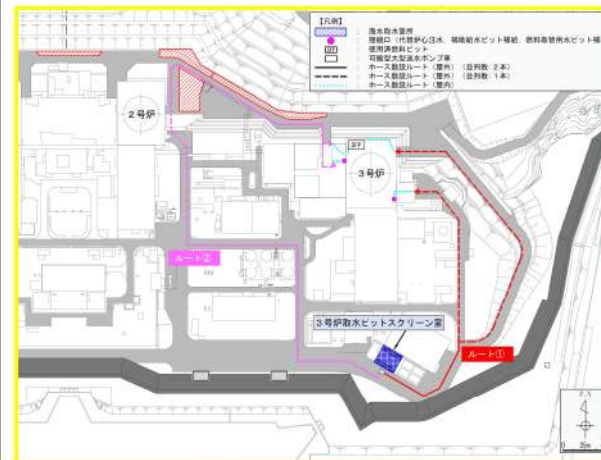 【凡例】
海水取水箇所
接続口（代替炉心注水，補助給水ピット補給，燃料取替用水ピット補
SFP
使用済燃料ピット
可搬型大型送水ポンプ車
ホース敷設ルート（屋外）（並列数：2本）
ホース敷設ルート（屋外）（並列数：1本）
ホース敷設ルート（屋内）
2号炉
SFP
3号炉
ルート②
3号炉取水ピットスクリーン室
ルート①
P.N
0 25m